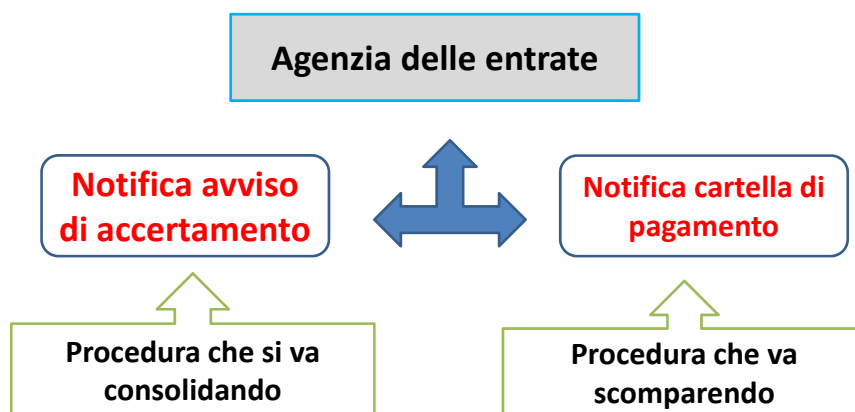 Agenzia delle entrate
Notifica avviso
di accertamento
Notifica cartella di
pagamento
Procedura che si va
consolidando
Procedura che va
scomparendo